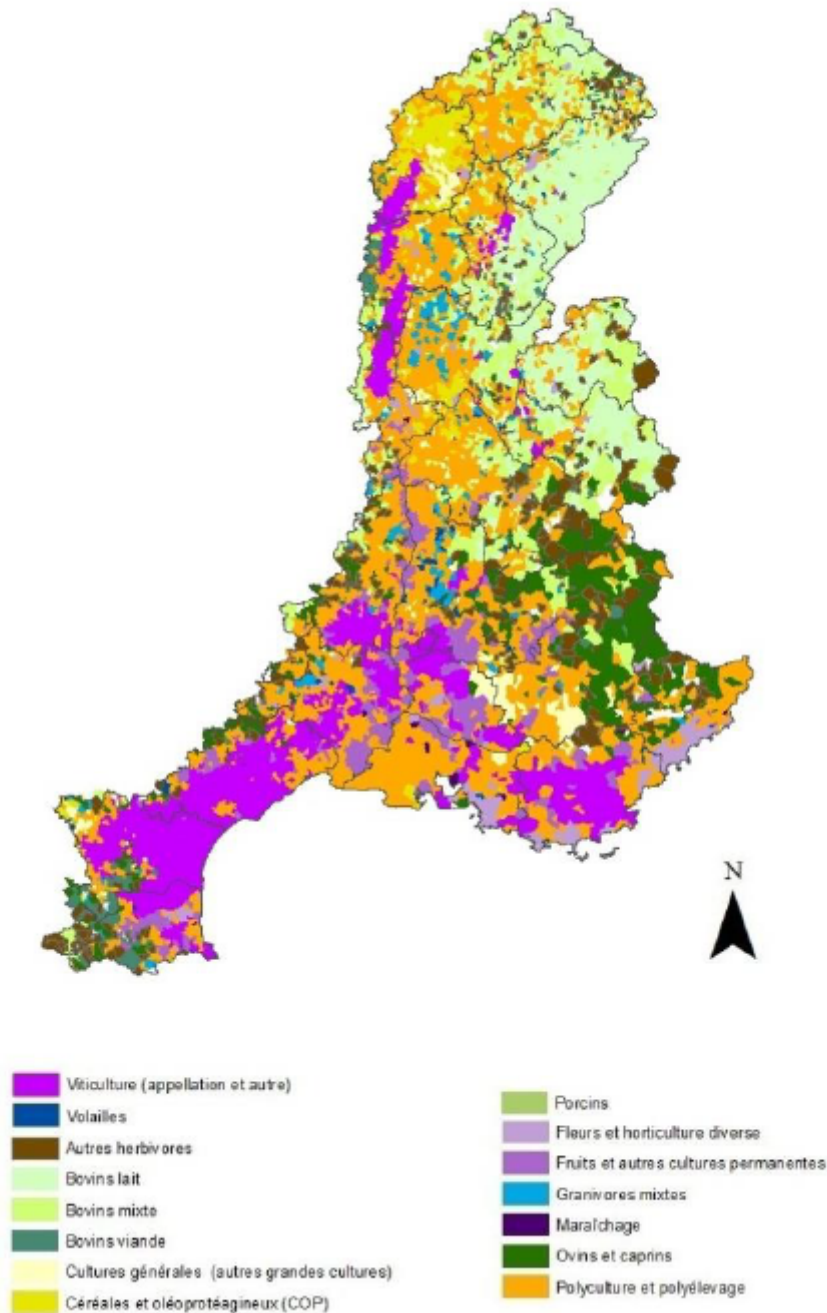 N
Viticulture (appellation et autre)
Volailles
Autres herbivores
Bovins lait
Bovins mixte
Bovins viande
Cultures générales (autres grandes cultures)
Céréales et oléoprotéagineux (COP)
Porcins
Fleurs et horticulture diverse
Fruits et autres cultures permanentes
Granivores mixtes
Maraîchage
Ovins et caprins
Polyculture et polyélevage